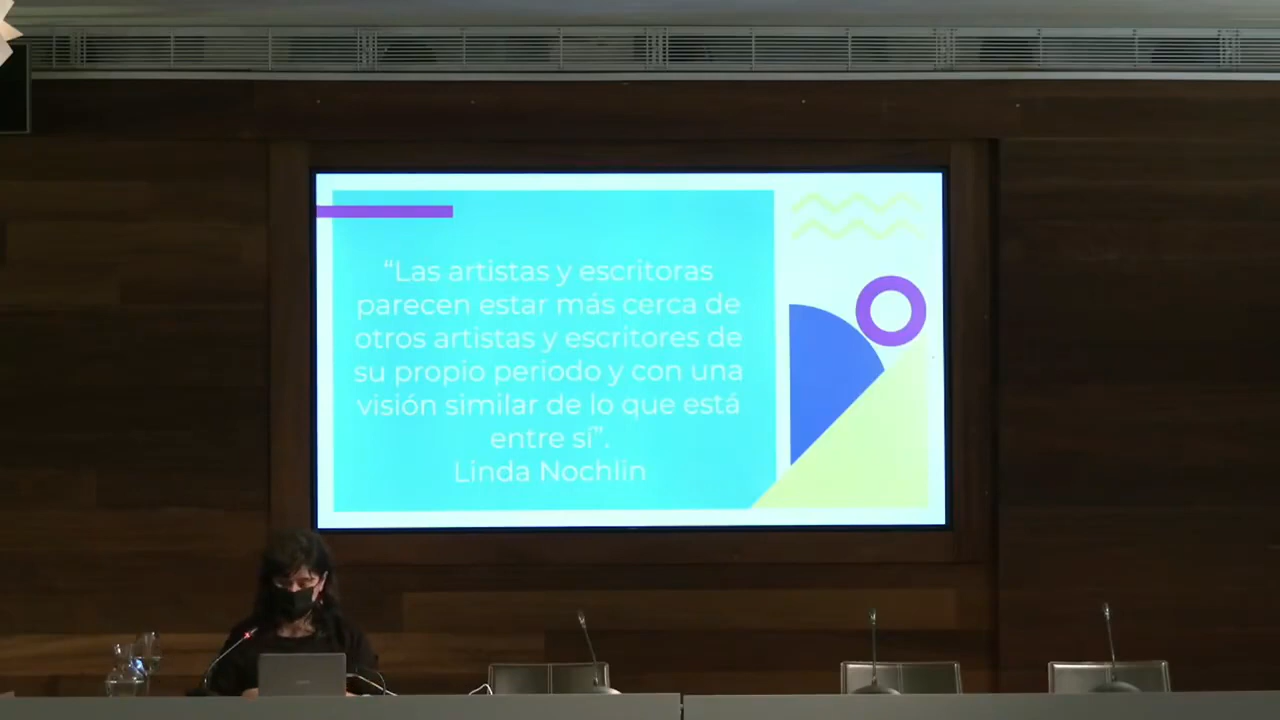 “Las artistas y escritoras
parecen estar más cerca de
otros artistas y escritores de
su propio periodo y con una
visión similar de lo que está
entre sí”.
Linda Nochlin